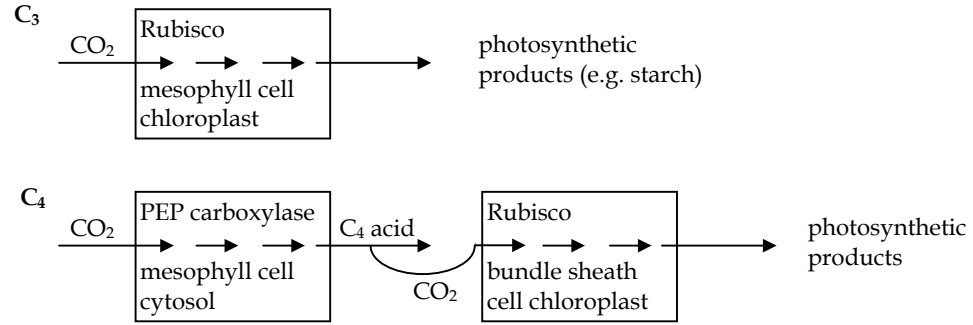 C₃
CO₂
Rubisco
mesophyll cell
chloroplast
photosynthetic
products (e.g. starch)
C₄
CO₂
PEP carboxylase
mesophyll cell
cytosol
C₄ acid
CO₂
Rubisco
bundle sheath
cell chloroplast
photosynthetic
products